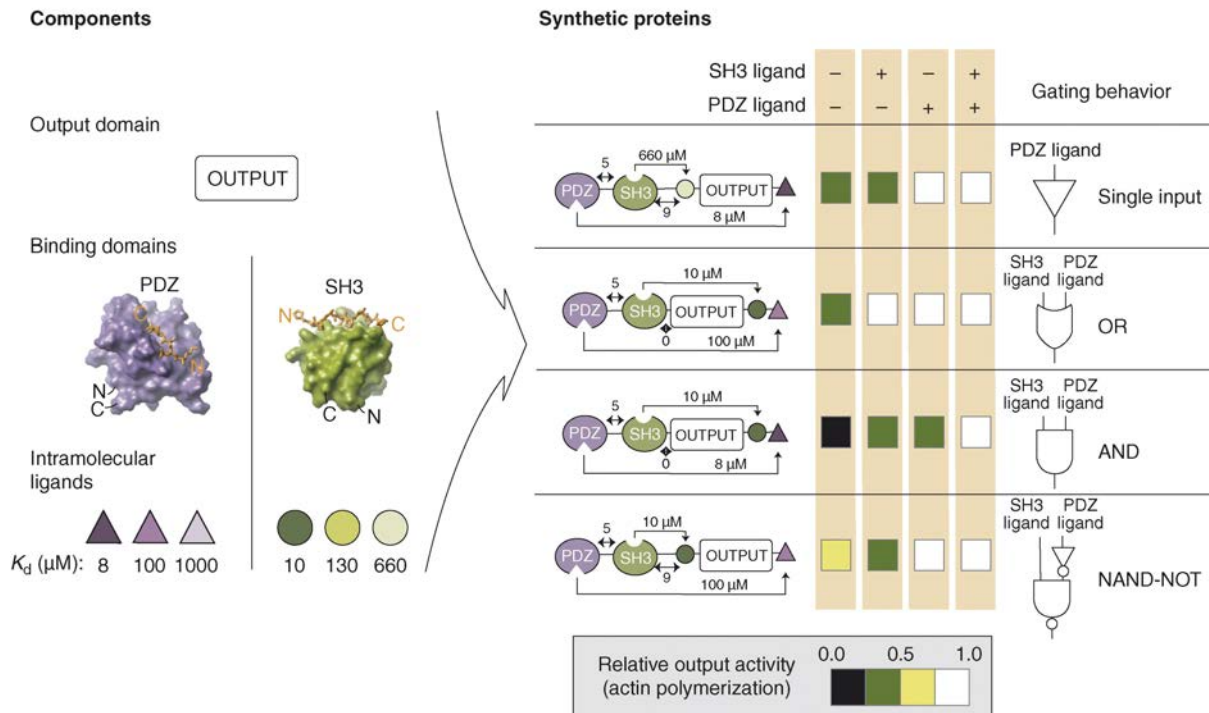 Components
Output domain
OUTPUT
Binding domains
PDZ
C
N
N
C
SH3
N
C
C
N
Intramolecular
ligands
Kd (µM):
8
100
1000
10
130
660
Synthetic proteins
SH3 ligand
– + – +
PDZ ligand
– – + +
Gating behavior
660 µM
5
PDZ
SH3
OUTPUT
9
8 µM
PDZ ligand
Single input
10 µM
5
PDZ
SH3
OUTPUT
0
100 µM
SH3 PDZ
ligand ligand
OR
10 µM
5
PDZ
SH3
OUTPUT
0
8 µM
SH3 PDZ
ligand ligand
AND
10 µM
5
PDZ
SH3
OUTPUT
9
100 µM
SH3 PDZ
ligand ligand
NAND-NOT
Relative output activity
(actin polymerization)
0.0 0.5 1.0